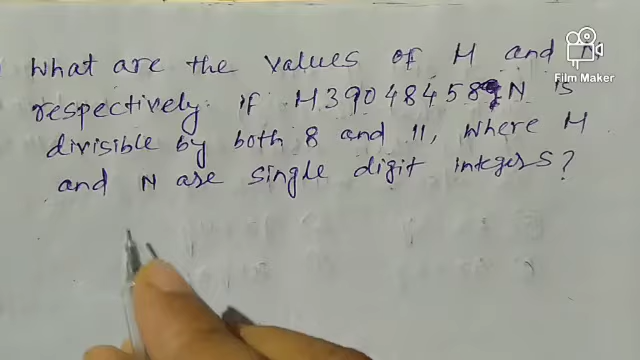 What are the values of M and N
respectively. if M39048458N is
divisible by both 8 and 11, where M
and N are single digit integers?
Film Maker